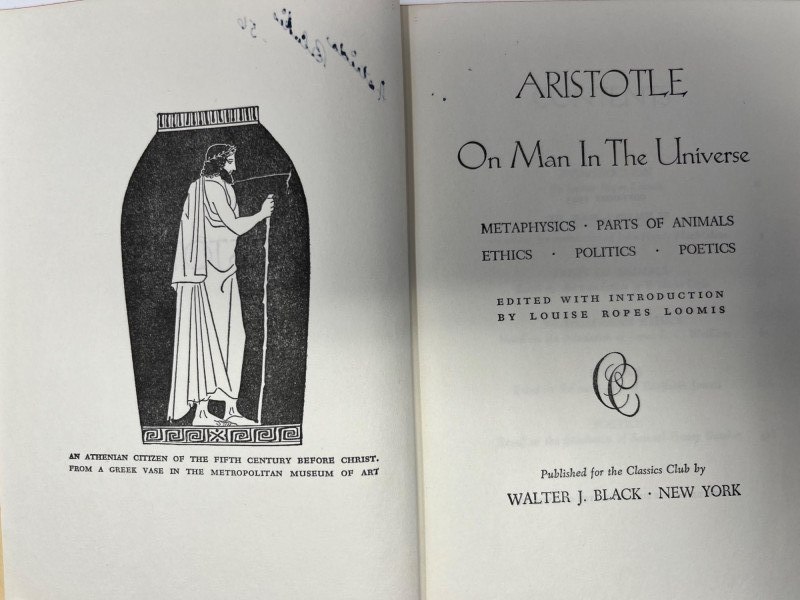 AN ATHENIAN CITIZEN OF THE FIFTH CENTURY BEFORE CHRIST.
FROM A GREEK VASE IN THE METROPOLITAN MUSEUM OF ART
ARISTOTLE
On Man In The Universe
METAPHYSICS · PARTS OF ANIMALS
ETHICS · POLITICS · POETICS
EDITED WITH INTRODUCTION
BY LOUISE ROPES LOOMIS
CC
Published for the Classics Club by
WALTER J. BLACK · NEW YORK